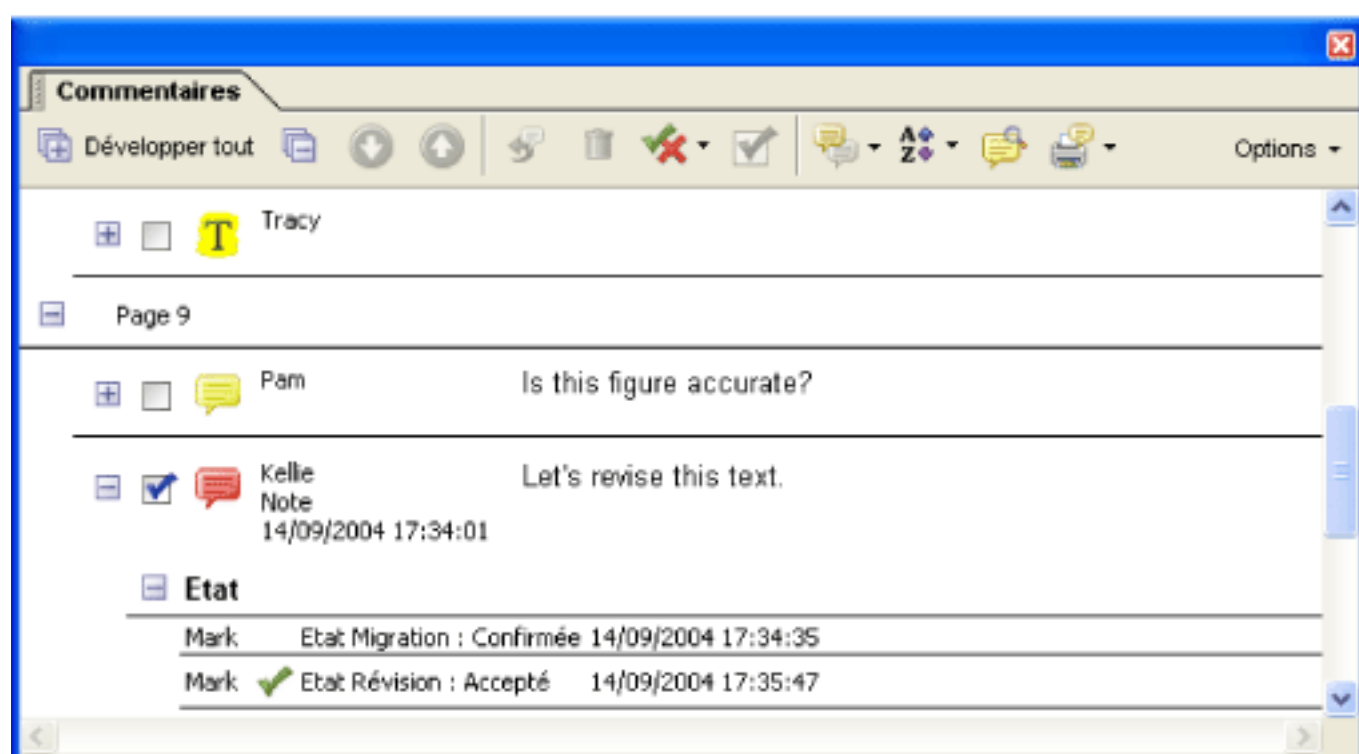 Commentaires
Développer tout A Z Options
T Tracy
Page 9
Pam Is this figure accurate?
Kellie Let's revise this text.
Note
14/09/2004 17:34:01
Etat
Mark Etat Migration : Confirmée 14/09/2004 17:34:35
Mark Etat Révision : Accepté 14/09/2004 17:35:47